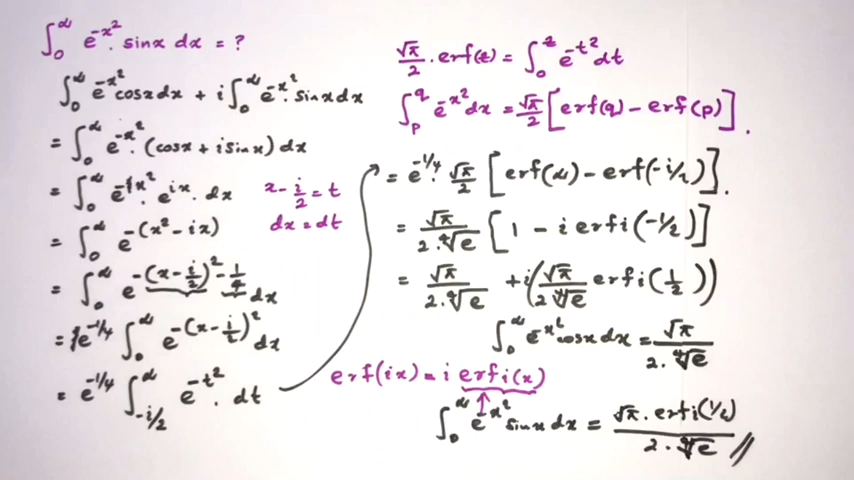 ∫₀^∝ e^{-x²} · sinx dx = ?
∫₀^∝ e^{-x²} cosx dx + i ∫₀^∝ e^{-x²} · sinx dx
= ∫₀^∝ e^{-x²} · (cosx + i sinx) dx
= ∫₀^∝ e^{-x²} · e^{ix} · dx
x - i/2 = t
dx = dt
= ∫₀^∝ e^{-(x² - ix)}
= ∫₀^∝ e^{-(x - i/2)² - 1/4} dx
= e^{-1/4} ∫₀^∝ e^{-(x - i/2)²} dx
= e^{-1/4} ∫_{-i/2}^∝ e^{-t²} · dt
√π/2 · erf(z) = ∫₀^z e^{-t²} dt
∫_p^q e^{-x²} dx = √π/2 [erf(q) - erf(p)].
= e^{-1/4} · √π/2 [erf(∝) - erf(-i/2)].
= √π/(2 · ⁴√e) [1 - i erfi(-1/2)]
= √π/(2 · ⁴√e) + i(√π/(2 ⁴√e) erfi(1/2))
∫₀^∝ e^{-x²} cosx dx = √π/(2 · ⁴√e)
erf(ix) = i erfi(x)
∫₀^∝ e^{-x²} sinx dx = √π · erfi(1/2)/(2 · ⁴√e) //